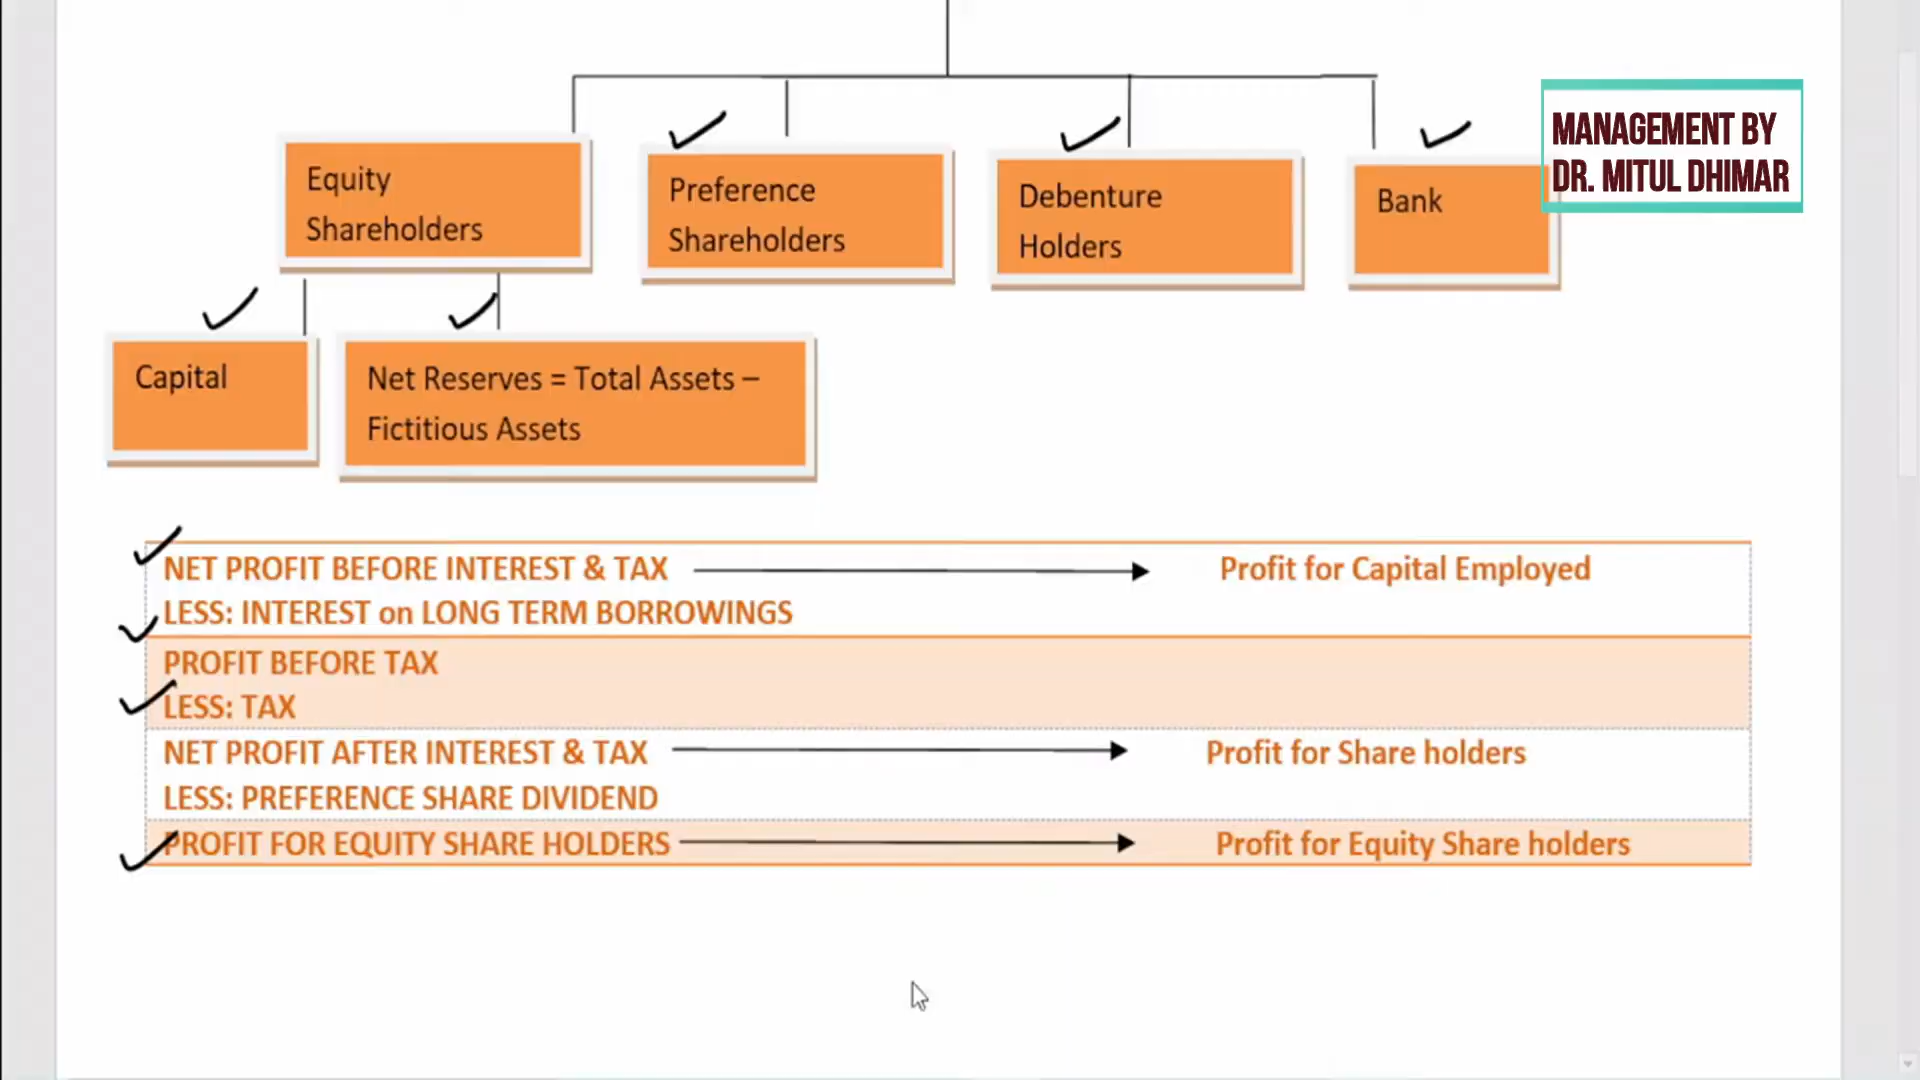 MANAGEMENT BY
DR. MITUL DHIMAR
Equity
Shareholders
Preference
Shareholders
Debenture
Holders
Bank
Capital
Net Reserves = Total Assets –
Fictitious Assets
NET PROFIT BEFORE INTEREST & TAX Profit for Capital Employed
LESS: INTEREST on LONG TERM BORROWINGS
PROFIT BEFORE TAX
LESS: TAX
NET PROFIT AFTER INTEREST & TAX Profit for Share holders
LESS: PREFERENCE SHARE DIVIDEND
PROFIT FOR EQUITY SHARE HOLDERS Profit for Equity Share holders